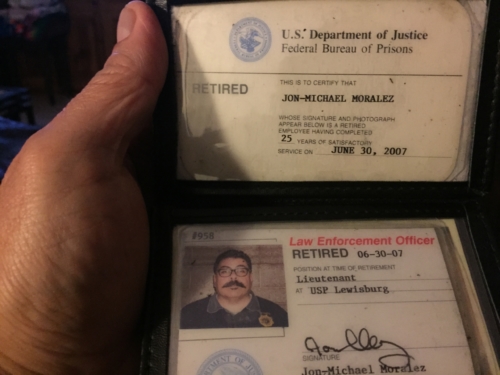 U.S. Department of Justice
Federal Bureau of Prisons
THIS IS TO CERTIFY THAT
RETIRED
JON-MICHAEL MORALEZ
WHOSE SIGNATURE AND PHOTOGRAPH
APPEAR BELOW IS A RETIRED
EMPLOYEE HAVING COMPLETED
25 YEARS OF SATISFACTORY
SERVICE ON JUNE 30, 2007
#958
Law Enforcement Officer
RETIRED 06-30-07
POSITION AT TIME OF RETIREMENT
Lieutenant
AT USP Lewisburg
SIGNATURE
Jon-Michael Moralez